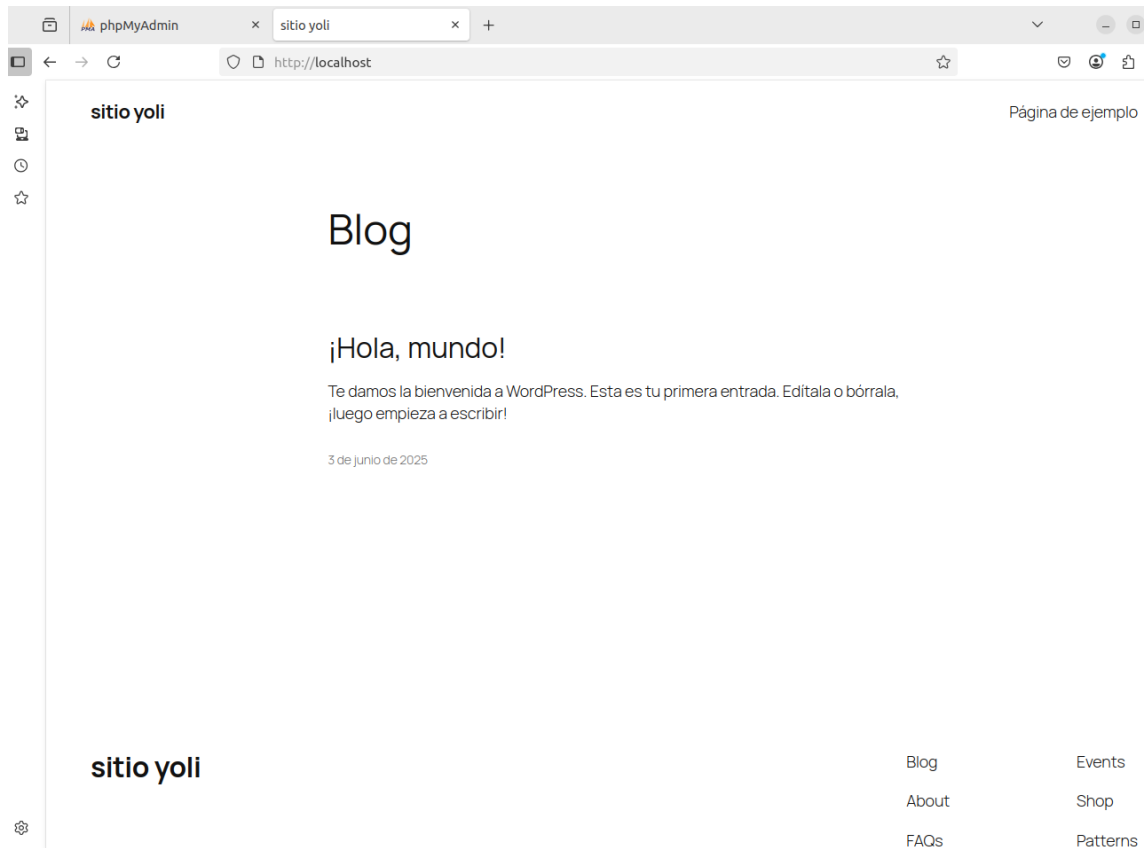 phpMyAdmin
sitio yoli
http://localhost
sitio yoli
Página de ejemplo
Blog
¡Hola, mundo!
Te damos la bienvenida a WordPress. Esta es tu primera entrada. Edítala o bórrala,
¡luego empieza a escribir!
3 de junio de 2025
sitio yoli
Blog
Events
About
Shop
FAQs
Patterns